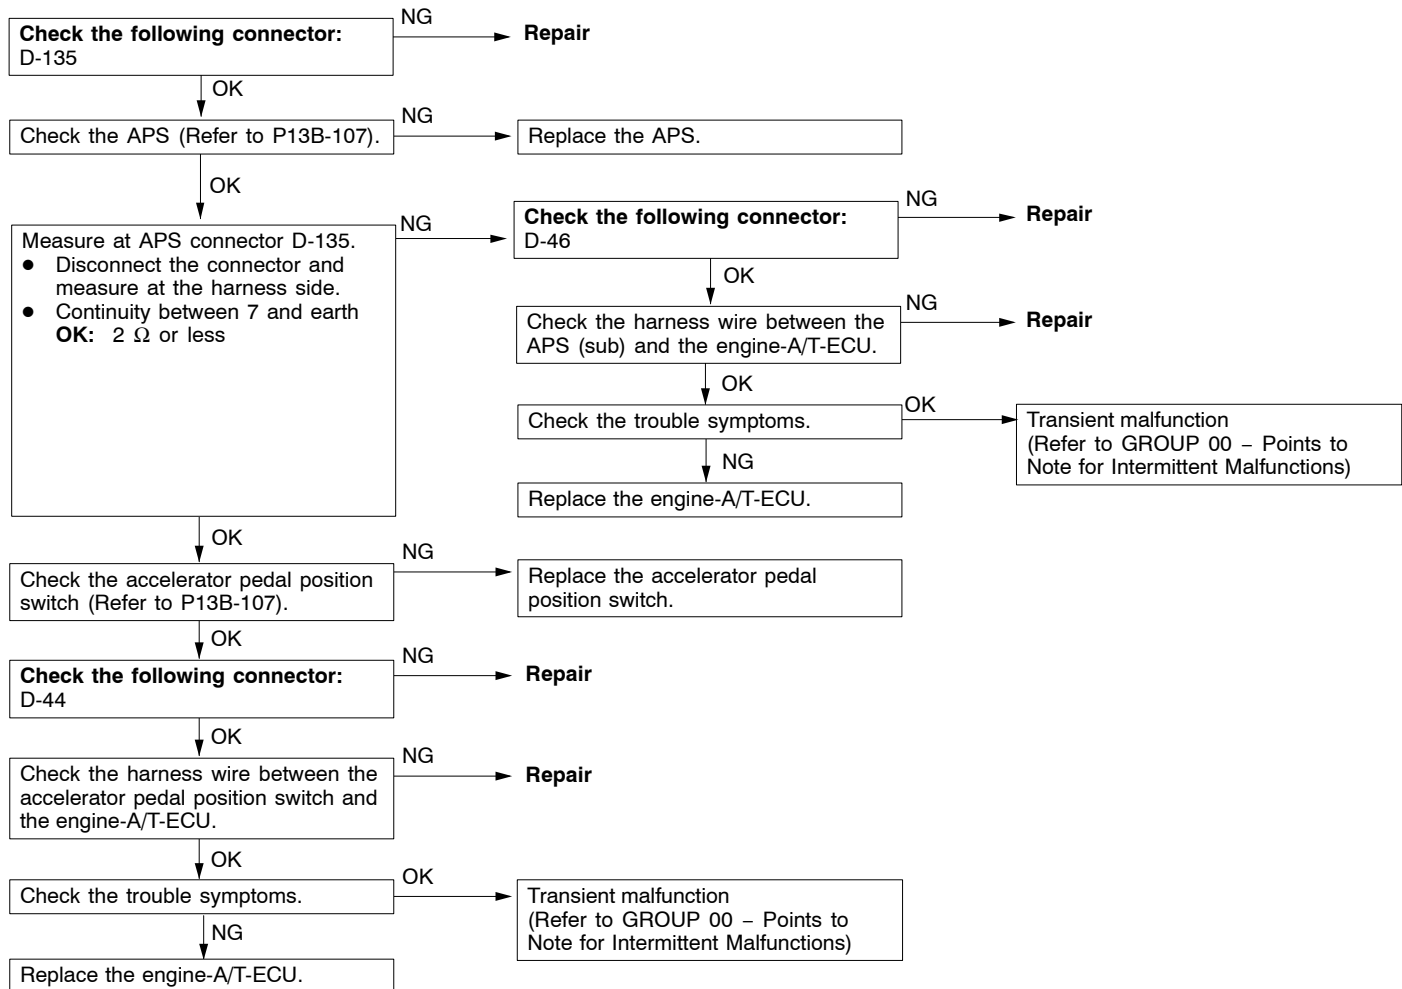 Check the following connector:
D-135
NG
Repair
OK
Check the APS (Refer to P13B-107).
NG
Replace the APS.
OK
Measure at APS connector D-135.
● Disconnect the connector and
measure at the harness side.
● Continuity between 7 and earth
OK: 2 Ω or less
NG
Check the following connector:
D-46
NG
Repair
OK
Check the harness wire between the
APS (sub) and the engine-A/T-ECU.
NG
Repair
OK
Check the trouble symptoms.
OK
Transient malfunction
(Refer to GROUP 00 – Points to
Note for Intermittent Malfunctions)
NG
Replace the engine-A/T-ECU.
OK
Check the accelerator pedal position
switch (Refer to P13B-107).
NG
Replace the accelerator pedal
position switch.
OK
Check the following connector:
D-44
NG
Repair
OK
Check the harness wire between the
accelerator pedal position switch and
the engine-A/T-ECU.
NG
Repair
OK
Check the trouble symptoms.
OK
Transient malfunction
(Refer to GROUP 00 – Points to
Note for Intermittent Malfunctions)
NG
Replace the engine-A/T-ECU.